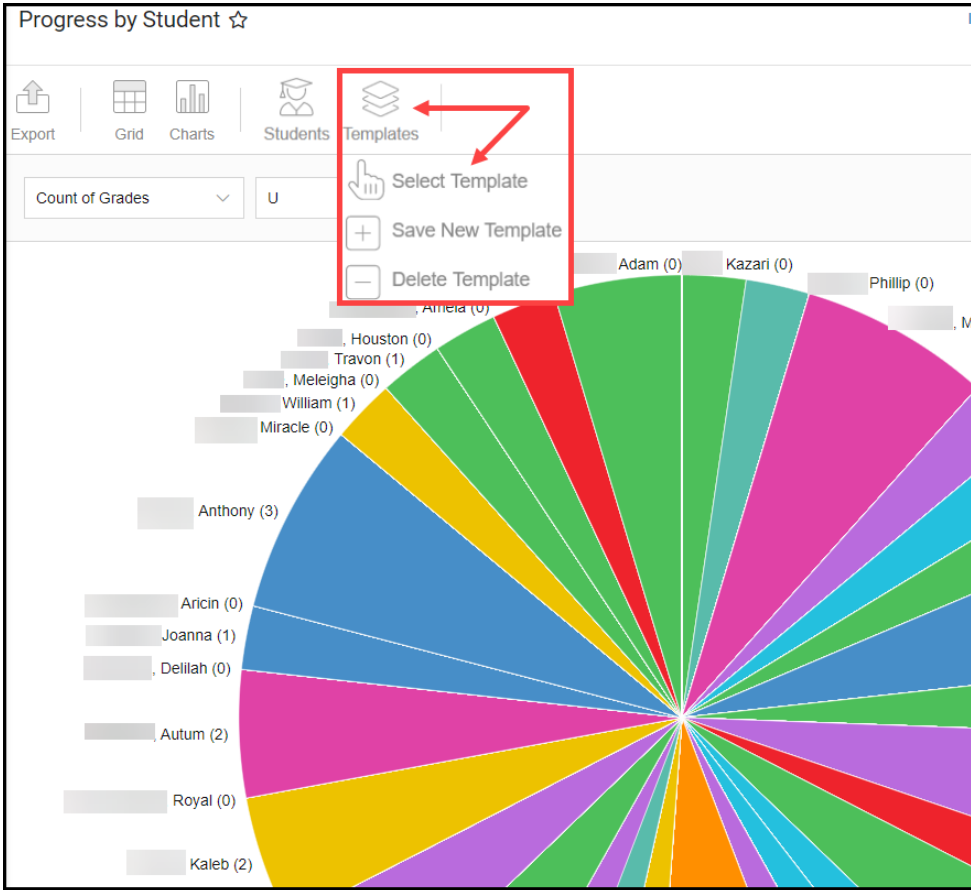 Progress by Student
Export
Grid
Charts
Students
Templates
Select Template
Save New Template
Delete Template
Count of Grades
U
Adam (0)
Kazari (0)
Phillip (0)
, M
, Amela (0)
, Houston (0)
Travon (1)
, Meleigha (0)
William (1)
Miracle (0)
Anthony (3)
Aricin (0)
Joanna (1)
, Delilah (0)
, Autum (2)
Royal (0)
Kaleb (2)